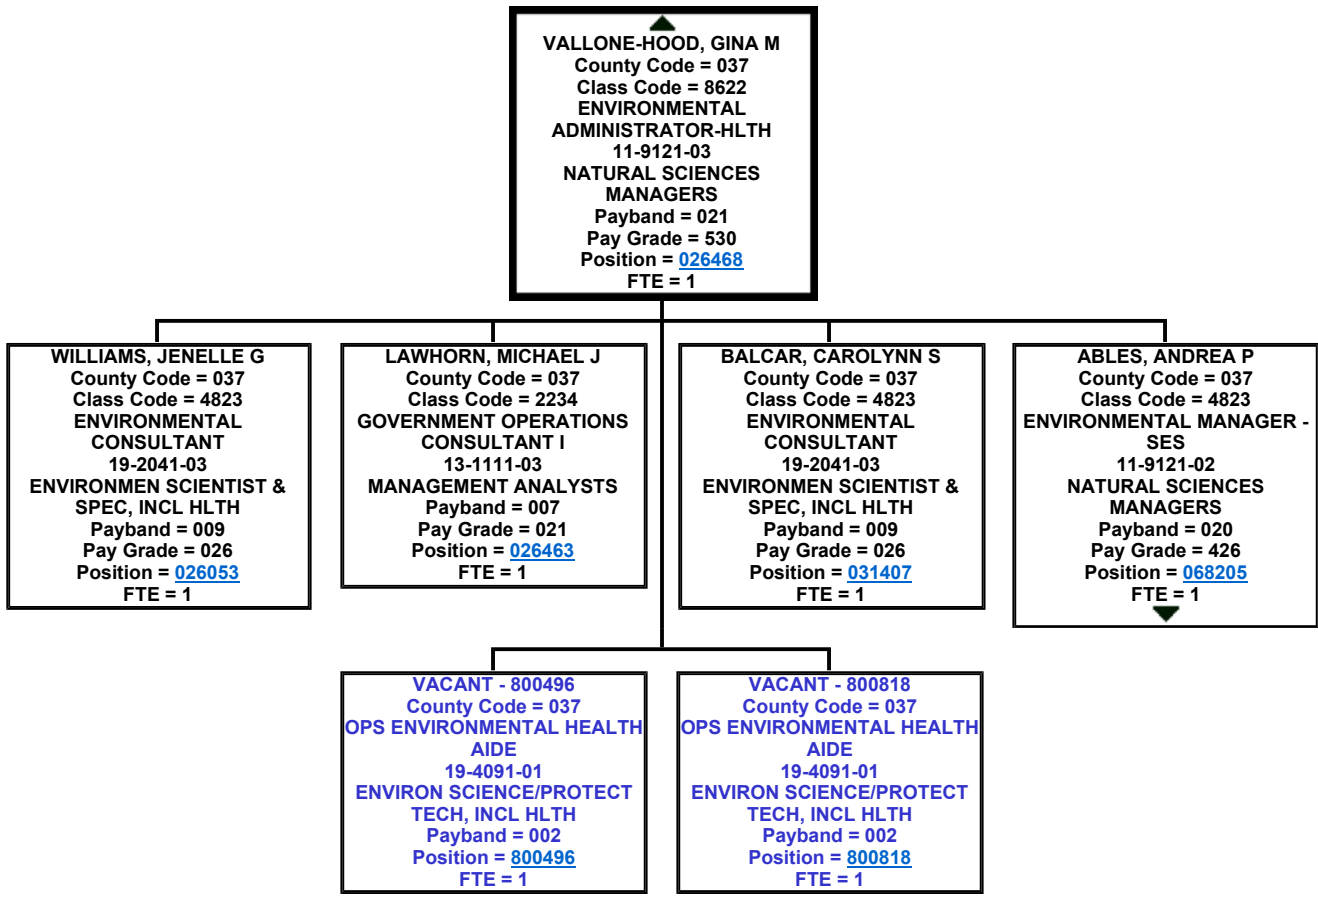 VALLONE-HOOD, GINA M
County Code = 037
Class Code = 8622
ENVIRONMENTAL
ADMINISTRATOR-HLTH
11-9121-03
NATURAL SCIENCES
MANAGERS
Payband = 021
Pay Grade = 530
Position = 026468
FTE = 1
WILLIAMS, JENELLE G
County Code = 037
Class Code = 4823
ENVIRONMENTAL
CONSULTANT
19-2041-03
ENVIRONMEN SCIENTIST &
SPEC, INCL HLTH
Payband = 009
Pay Grade = 026
Position = 026053
FTE = 1
LAWHORN, MICHAEL J
County Code = 037
Class Code = 2234
GOVERNMENT OPERATIONS
CONSULTANT I
13-1111-03
MANAGEMENT ANALYSTS
Payband = 007
Pay Grade = 021
Position = 026463
FTE = 1
BALCAR, CAROLYNN S
County Code = 037
Class Code = 4823
ENVIRONMENTAL
CONSULTANT
19-2041-03
ENVIRONMEN SCIENTIST &
SPEC, INCL HLTH
Payband = 009
Pay Grade = 026
Position = 031407
FTE = 1
ABLES, ANDREA P
County Code = 037
Class Code = 4823
ENVIRONMENTAL MANAGER -
SES
11-9121-02
NATURAL SCIENCES
MANAGERS
Payband = 020
Pay Grade = 426
Position = 068205
FTE = 1
VACANT - 800496
County Code = 037
OPS ENVIRONMENTAL HEALTH
AIDE
19-4091-01
ENVIRON SCIENCE/PROTECT
TECH, INCL HLTH
Payband = 002
Position = 800496
FTE = 1
VACANT - 800818
County Code = 037
OPS ENVIRONMENTAL HEALTH
AIDE
19-4091-01
ENVIRON SCIENCE/PROTECT
TECH, INCL HLTH
Payband = 002
Position = 800818
FTE = 1